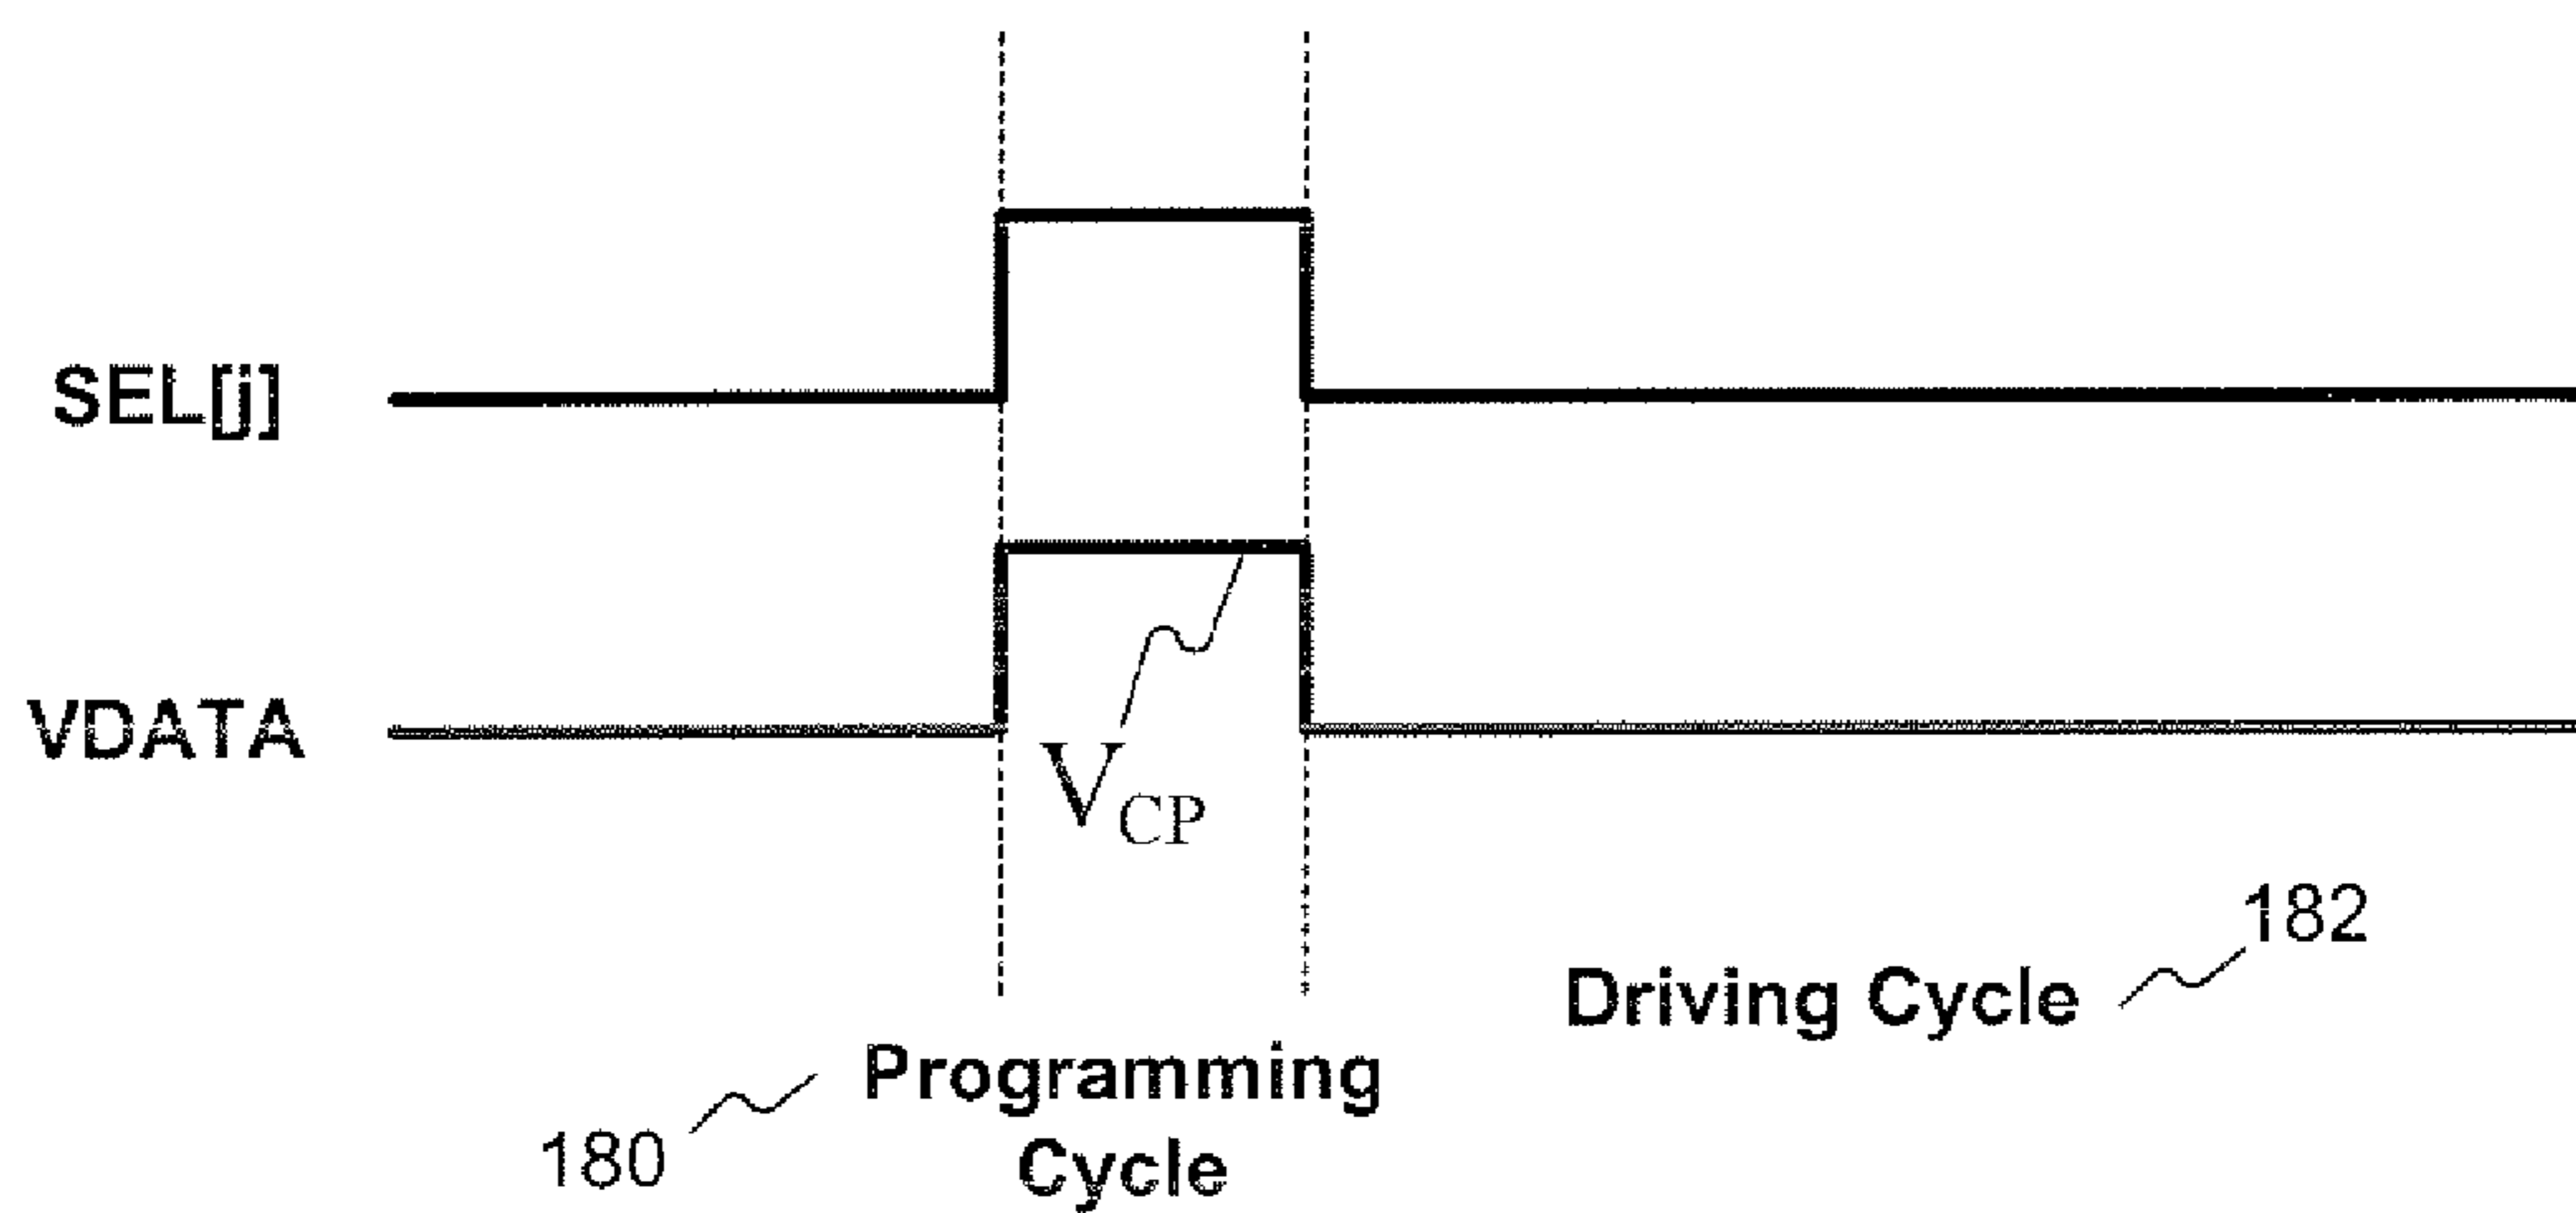 SEL[j]
VDATA
VCP
182
Driving Cycle
Programming
180
Cycle